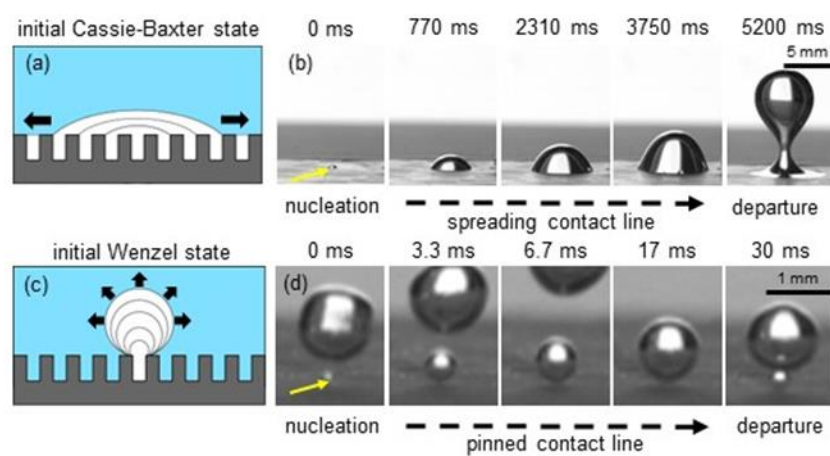 initial Cassie-Baxter state
0 ms 770 ms 2310 ms 3750 ms 5200 ms
(a) (b) 5 mm
nucleation spreading contact line departure
initial Wenzel state
0 ms 3.3 ms 6.7 ms 17 ms 30 ms
(c) (d) 1 mm
nucleation pinned contact line departure